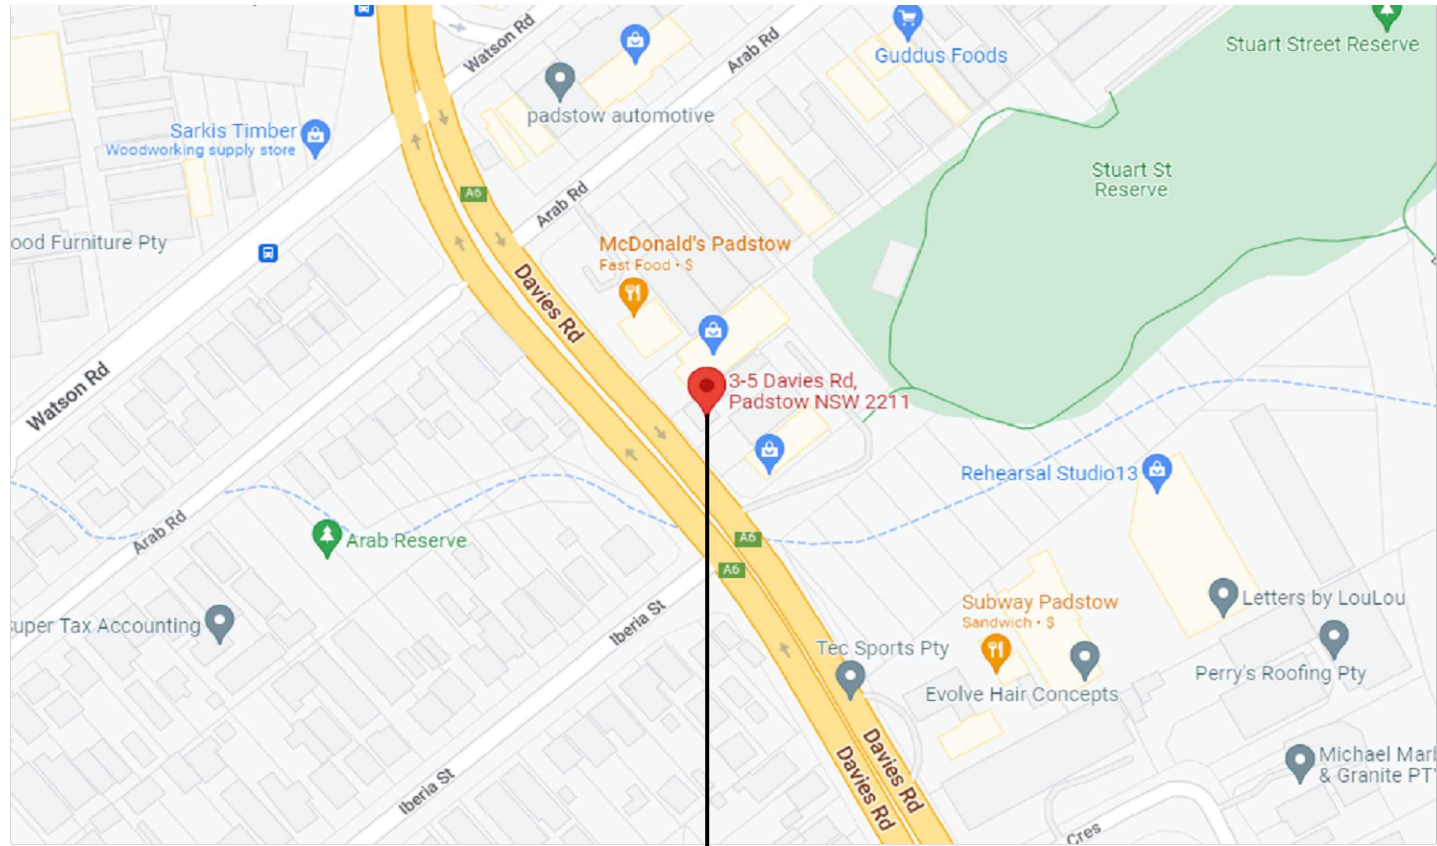 Watson Rd
Arab Rd
Guddus Foods
Stuart Street Reserve
padstow automotive
Sarkis Timber
Woodworking supply store
A6
Arab Rd
Stuart St
Reserve
ood Furniture Pty
McDonald's Padstow
Fast Food • $
Davies Rd
3-5 Davies Rd,
Padstow NSW 2211
Watson Rd
Rehearsal Studio13
Arab Rd
Arab Reserve
A6
A6
Subway Padstow
Sandwich • $
Letters by LouLou
uper Tax Accounting
Iberia St
Tec Sports Pty
Evolve Hair Concepts
Perry's Roofing Pty
Davies Rd
Davies Rd
Iberia St
Michael Mar
& Granite PT
Cres